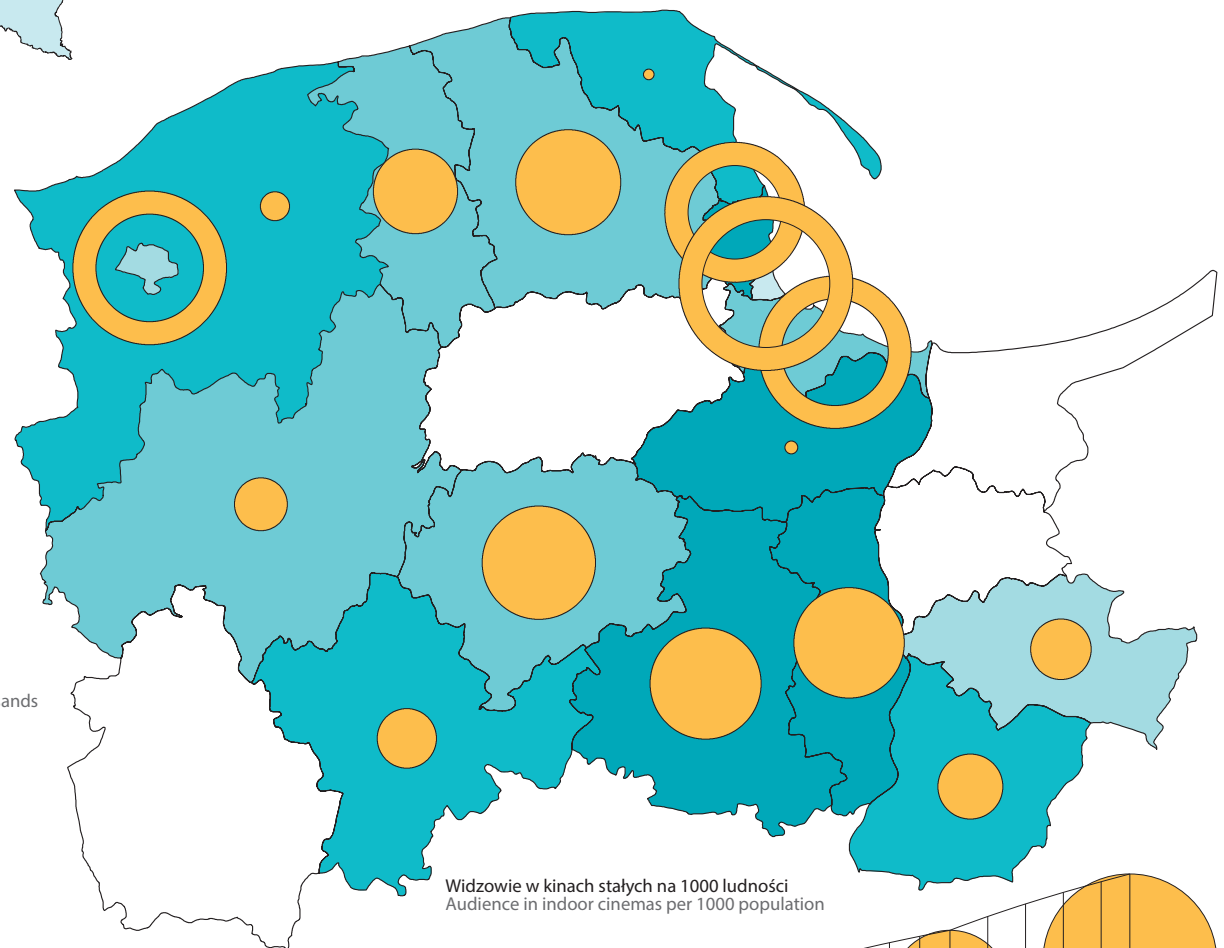 ands
Widzowie w kinach stałych na 1000 ludności
Audience in indoor cinemas per 1000 population